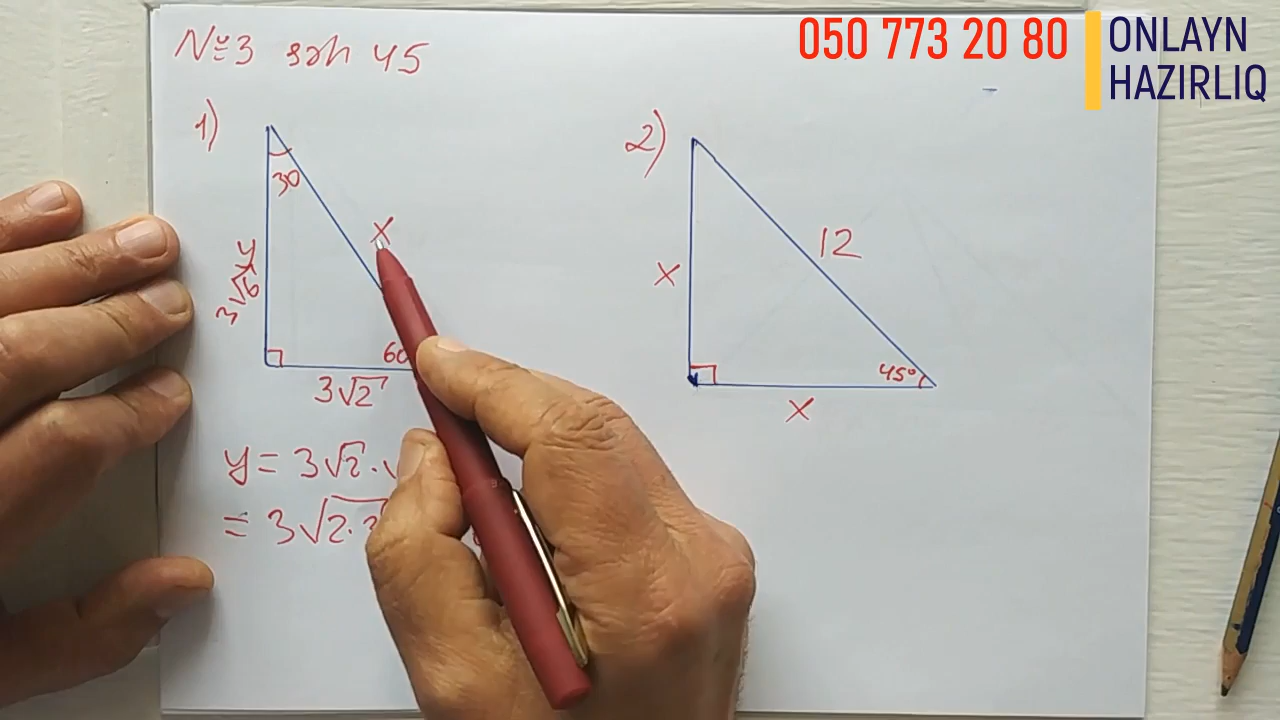 050 773 20 80
ONLAYN
HAZIRLIQ
№3 səh 45
1)
30
x
y
3√6
60
3√2
y = 3√2 ·
= 3√2·3
2)
12
x
45°
x